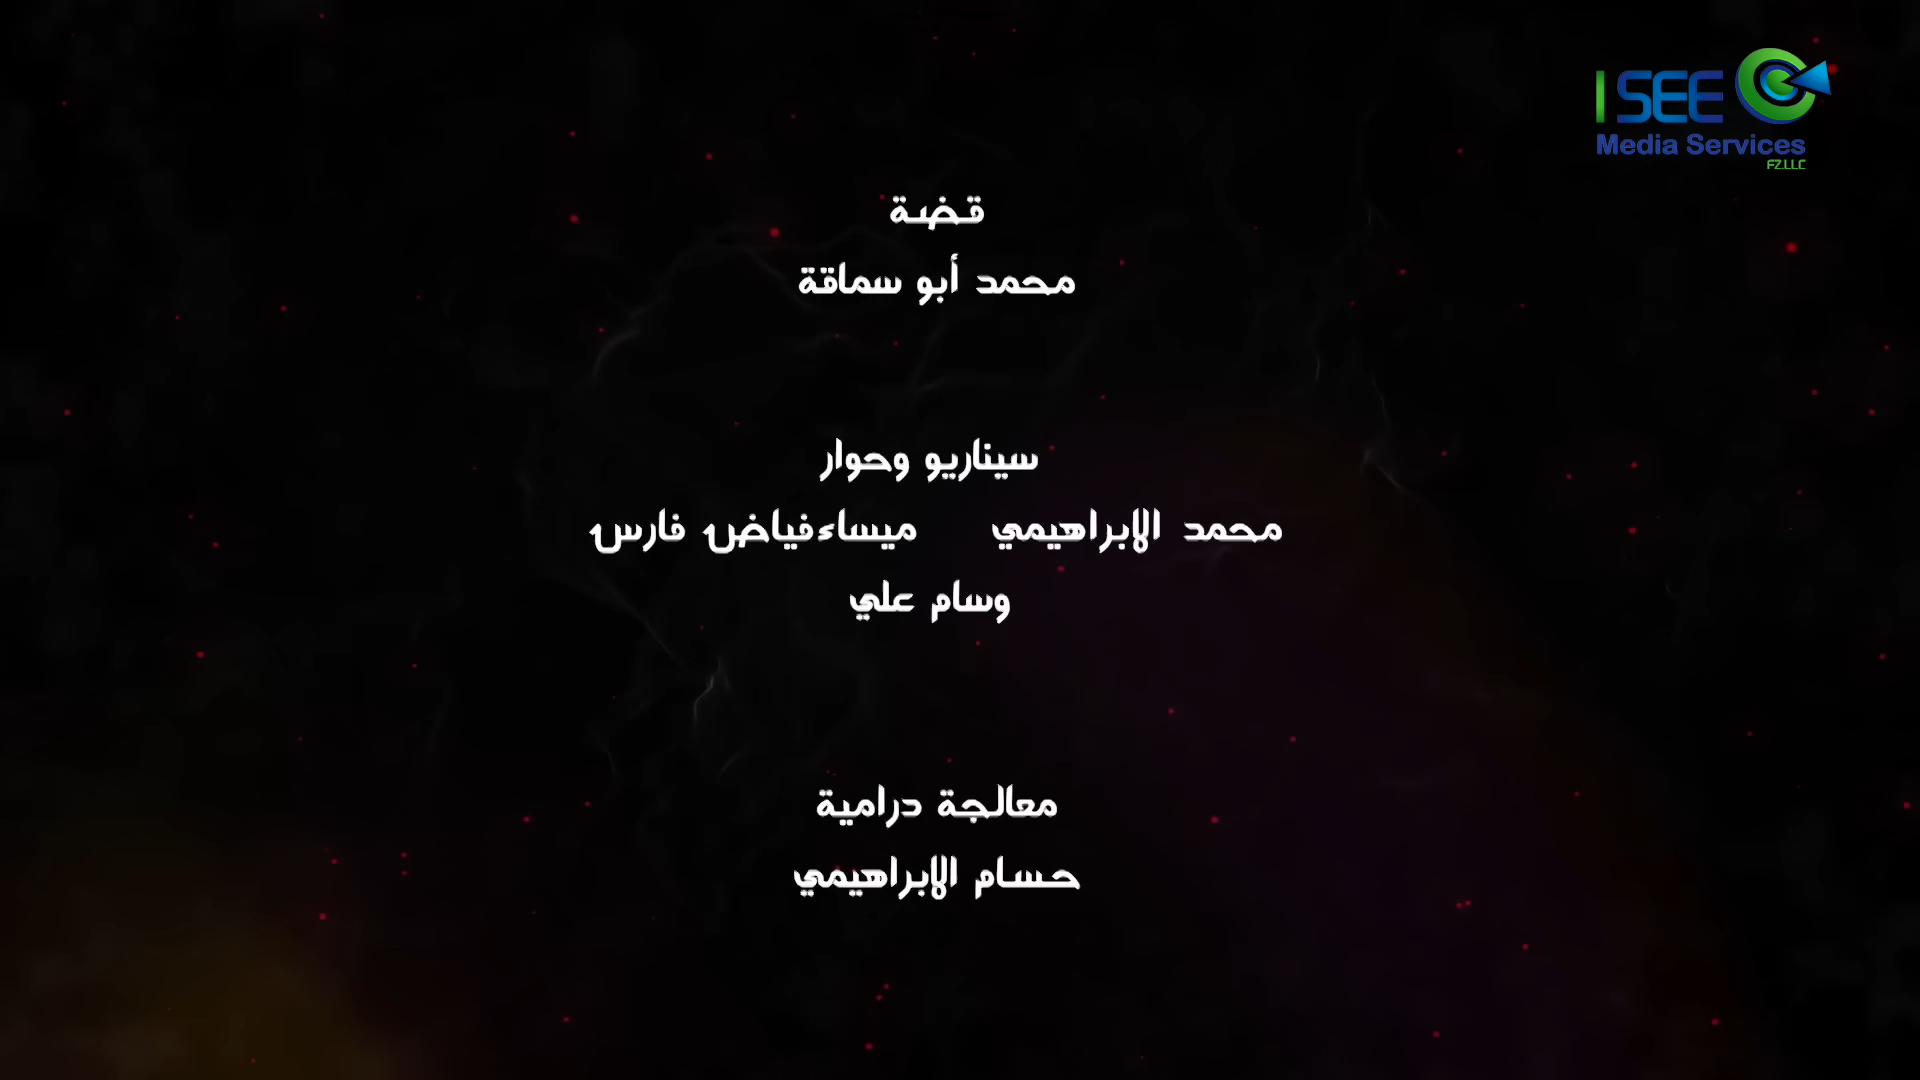 I SEE
Media Services
FZ.LLC
قضة
محمد أبو سماقة
سيناريو وحوار
محمد الابراهيمي ميساءفياض فارس
وسام علي
معالجة درامية
حسام الابراهيمي